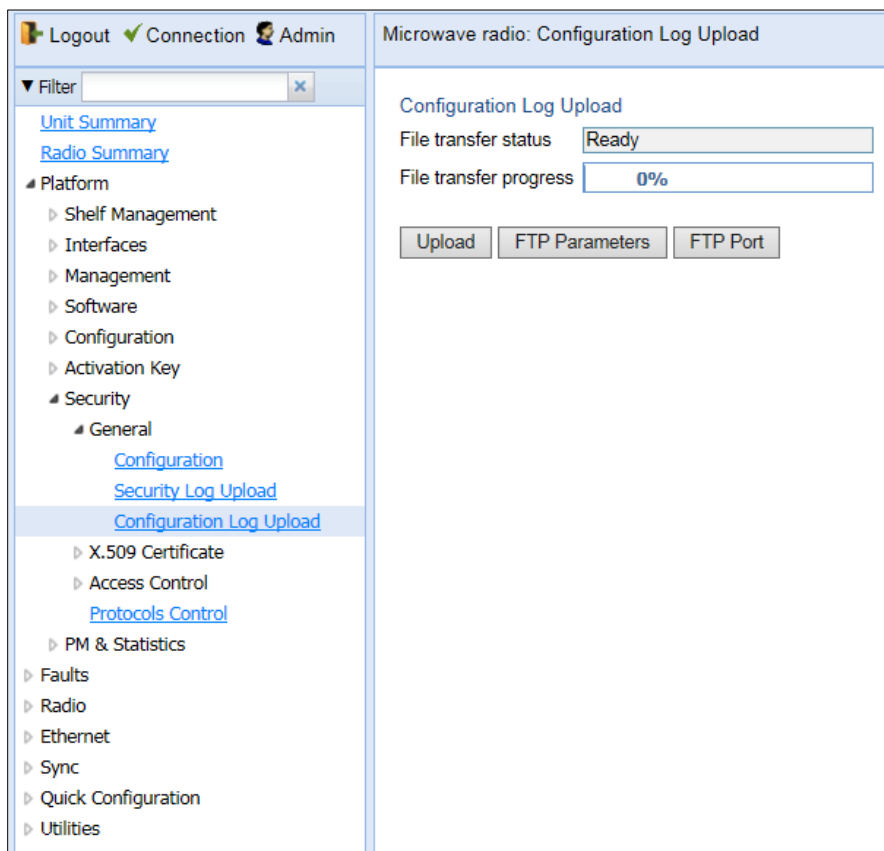 Logout Connection Admin
Filter
Unit Summary
Radio Summary
Platform
Shelf Management
Interfaces
Management
Software
Configuration
Activation Key
Security
General
Configuration
Security Log Upload
Configuration Log Upload
X.509 Certificate
Access Control
Protocols Control
PM & Statistics
Faults
Radio
Ethernet
Sync
Quick Configuration
Utilities
Microwave radio: Configuration Log Upload
Configuration Log Upload
File transfer status Ready
File transfer progress 0%
Upload FTP Parameters FTP Port